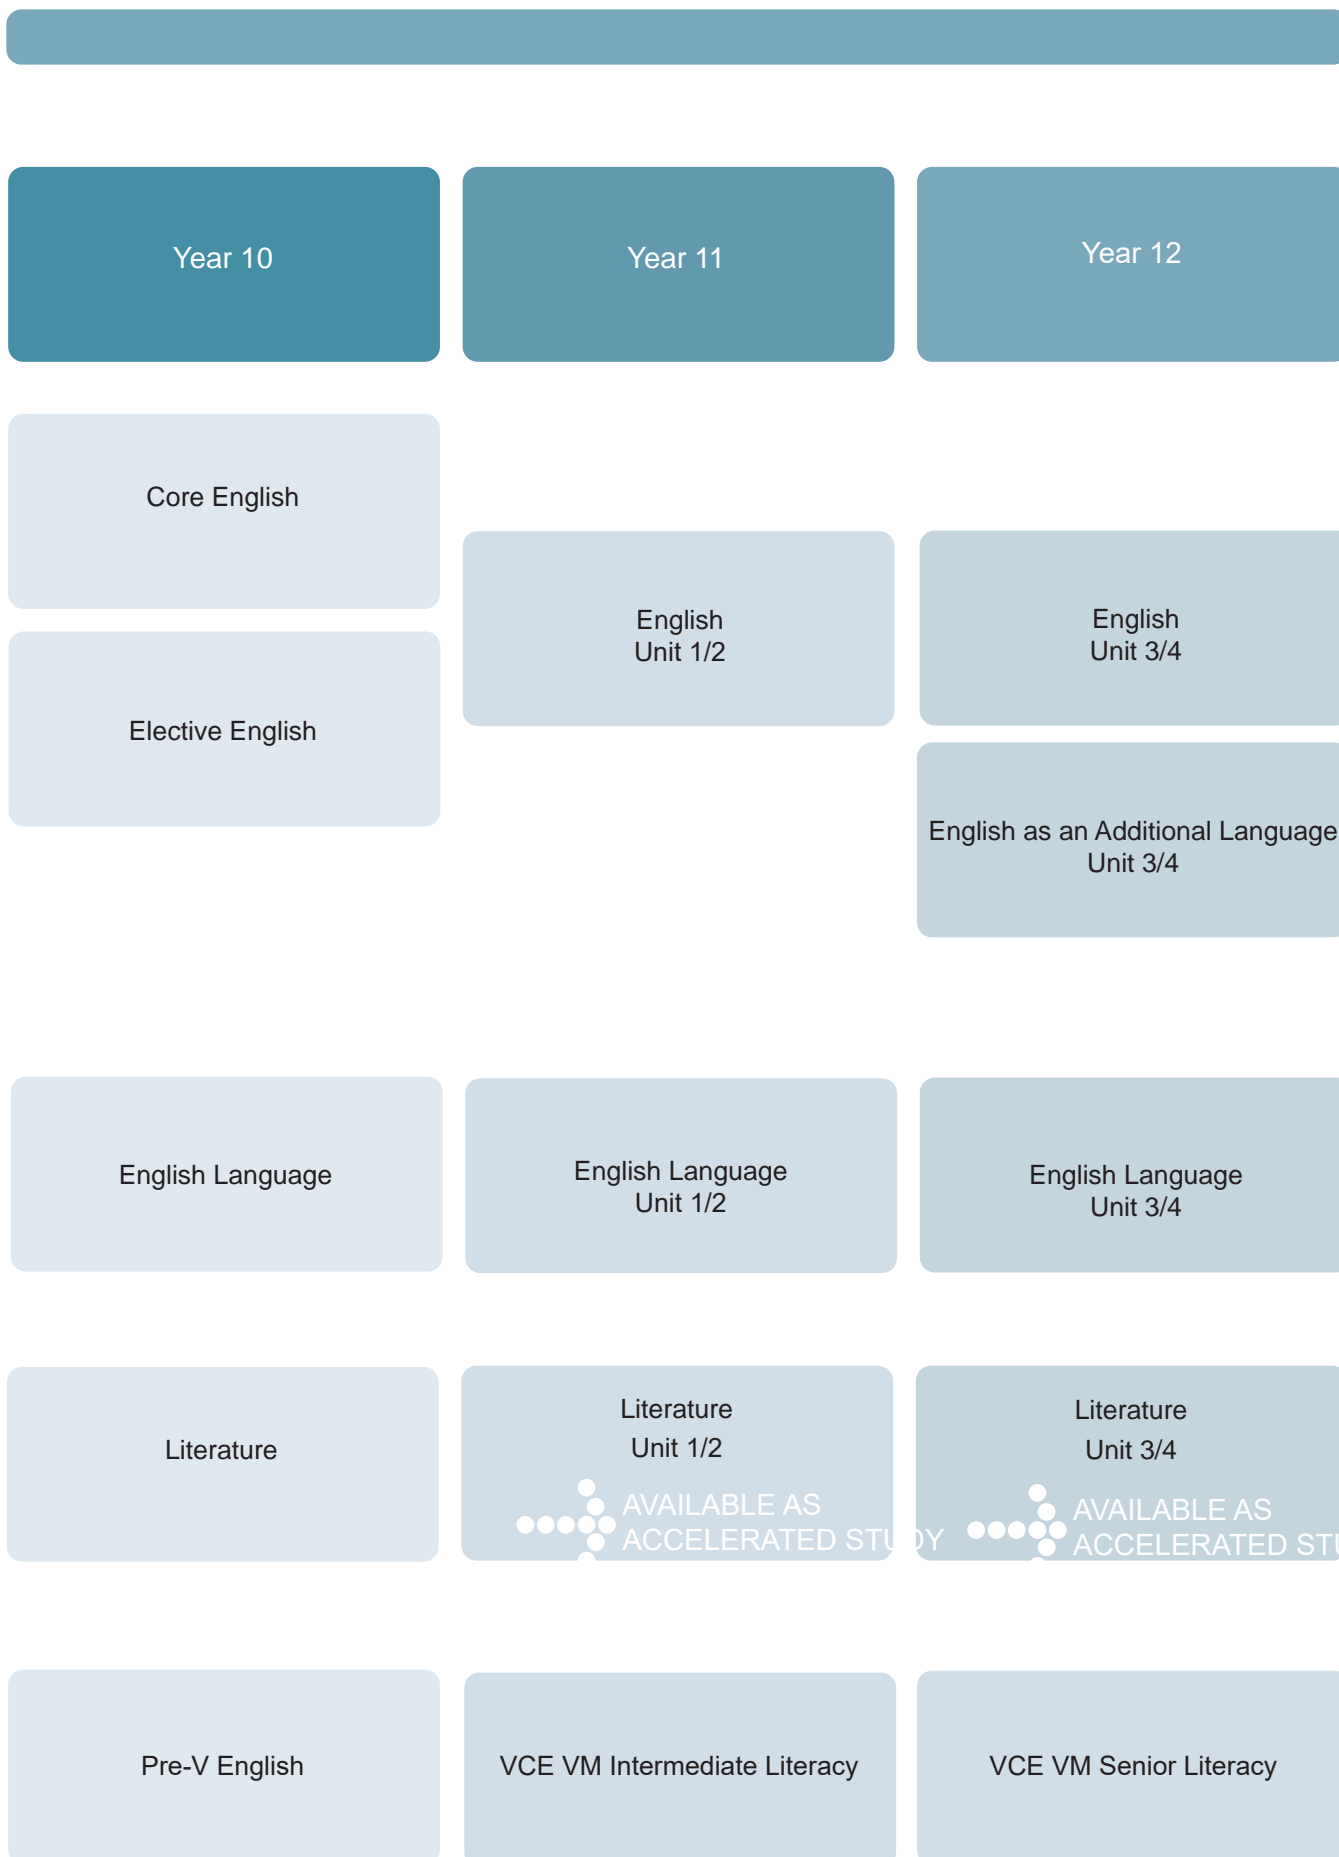 Year 10
Year 11
Year 12
Core English
Elective English
English
Unit 1/2
English
Unit 3/4
English as an Additional Language
Unit 3/4
English Language
English Language
Unit 1/2
English Language
Unit 3/4
Literature
Literature
Unit 1/2
AVAILABLE AS
ACCELERATED STUDY
Literature
Unit 3/4
AVAILABLE AS
ACCELERATED
Pre-V English
VCE VM Intermediate Literacy
VCE VM Senior Literacy